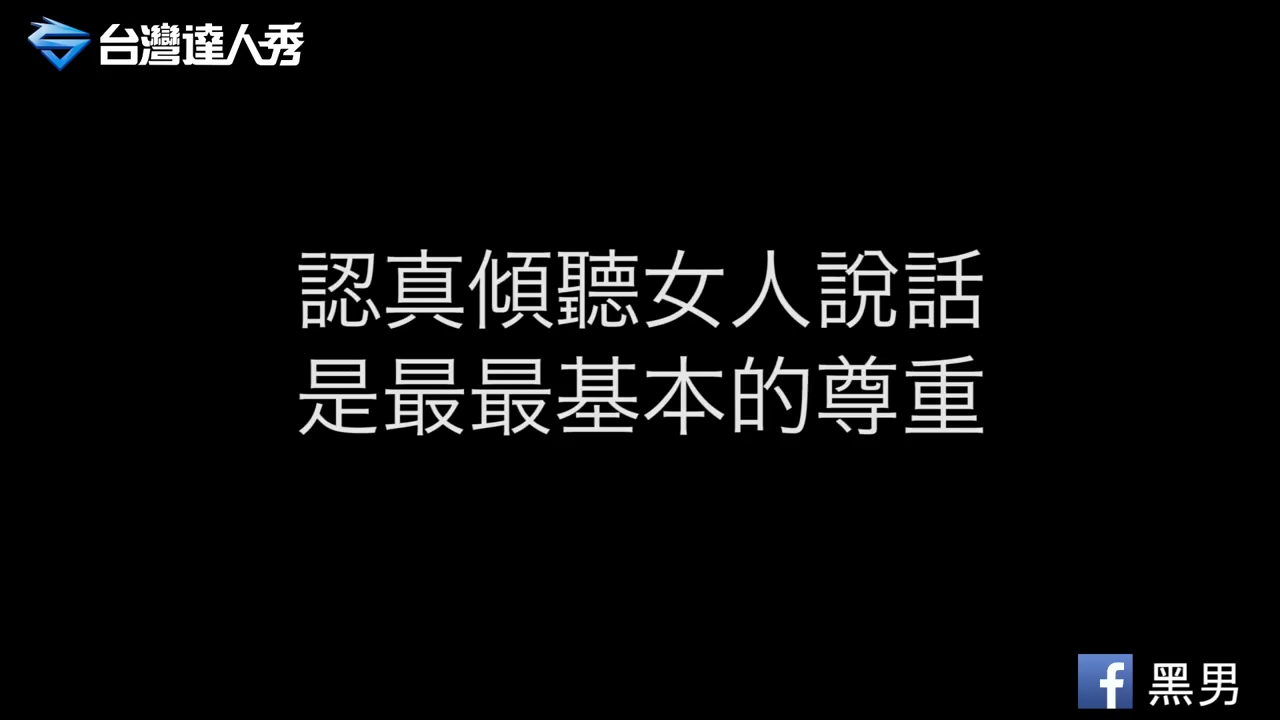 台灣達人秀
認真傾聽女人說話
是最最基本的尊重
黑男